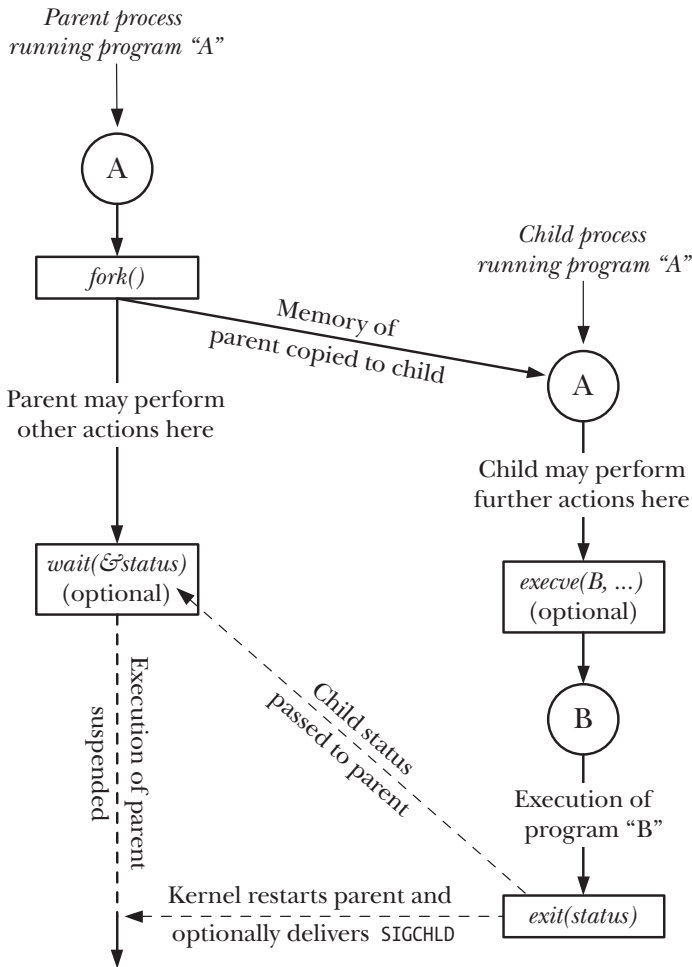 Parent process
running program “A”
A
fork()
Memory of
parent copied to child
Child process
running program “A”
A
Parent may perform
other actions here
Child may perform
further actions here
wait(&status)
(optional)
execve(B, ...)
(optional)
B
Execution of parent
suspended
Child status
passed to parent
Execution of
program “B”
Kernel restarts parent and
optionally delivers SIGCHLD
exit(status)